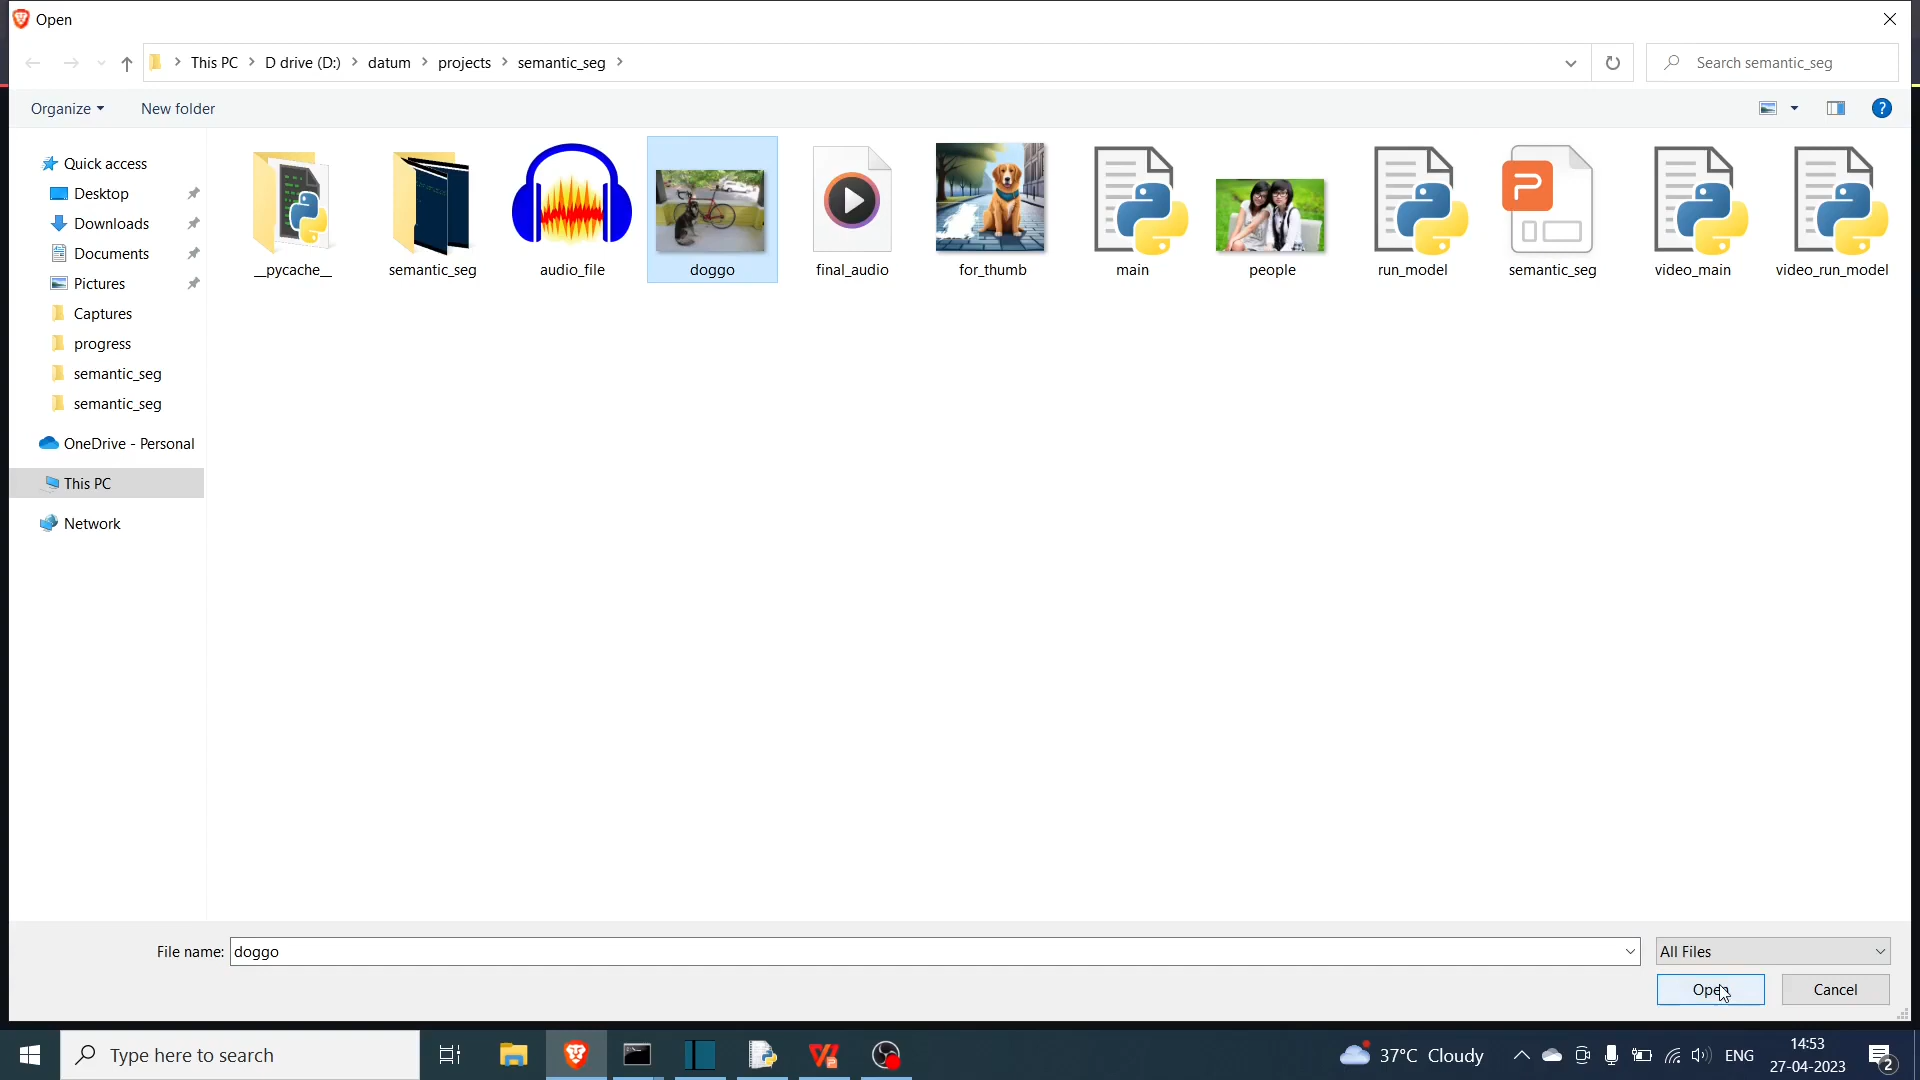 Open
This PC
D drive (D:)
datum
projects
semantic_seg
Search semantic_seg
Organize
New folder
?
Quick access
Desktop
Downloads
Documents
Pictures
Captures
progress
semantic_seg
semantic_seg
OneDrive - Personal
This PC
Network
__pycache__
semantic_seg
audio_file
doggo
final_audio
for_thumb
main
people
run_model
semantic_seg
video_main
video_run_model
File name:
doggo
All Files
Open
Cancel
Type here to search
37°C Cloudy
ENG
14:53
27-04-2023
2